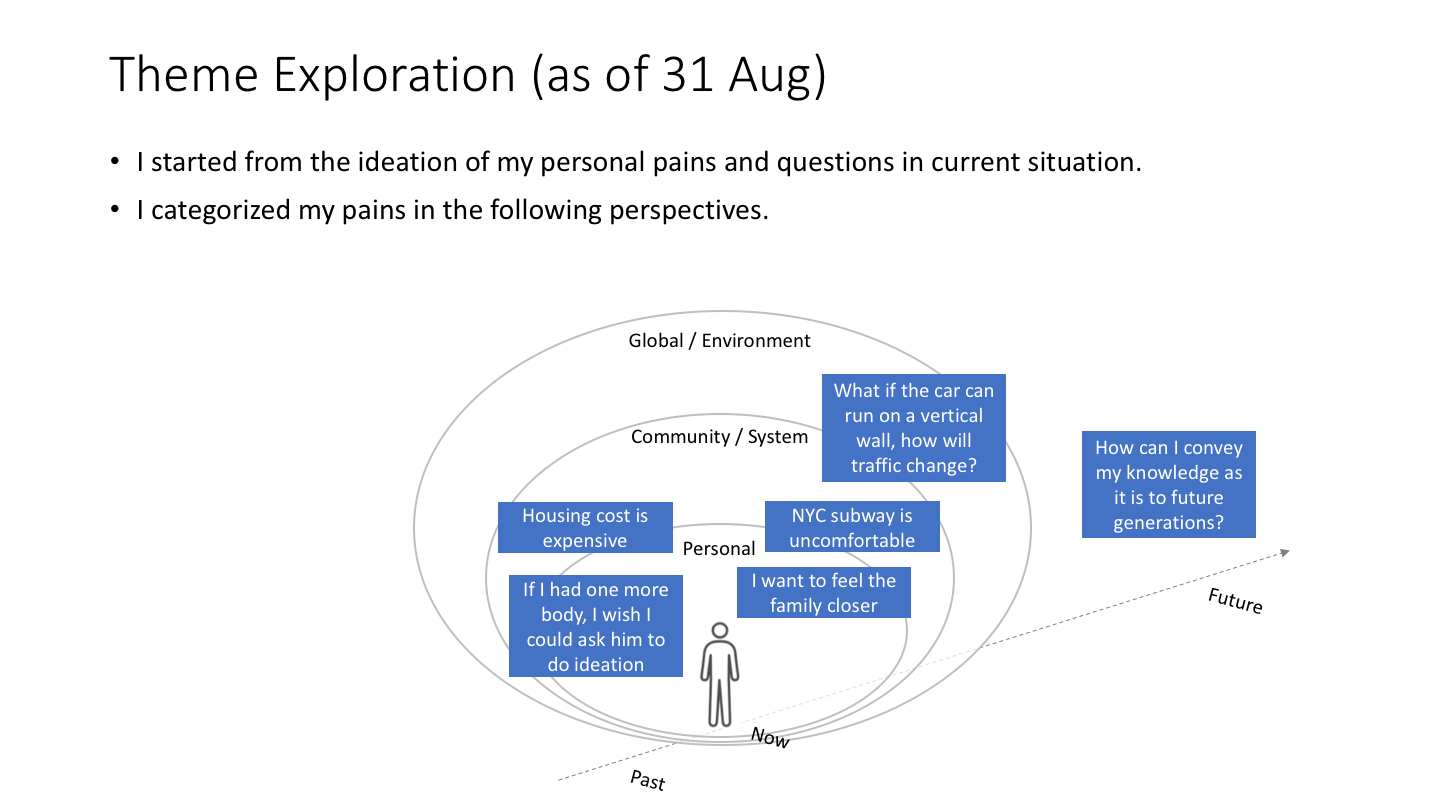 Theme Exploration (as of 31 Aug)
• I started from the ideation of my personal pains and questions in current situation.
• I categorized my pains in the following perspectives.
Global / Environment
What if the car can
run on a vertical
wall, how will
traffic change?
Community / System
How can I convey
my knowledge as
it is to future
generations?
Housing cost is
expensive
NYC subway is
uncomfortable
Personal
If I had one more
body, I wish I
could ask him to
do ideation
I want to feel the
family closer
Future
Now
Past